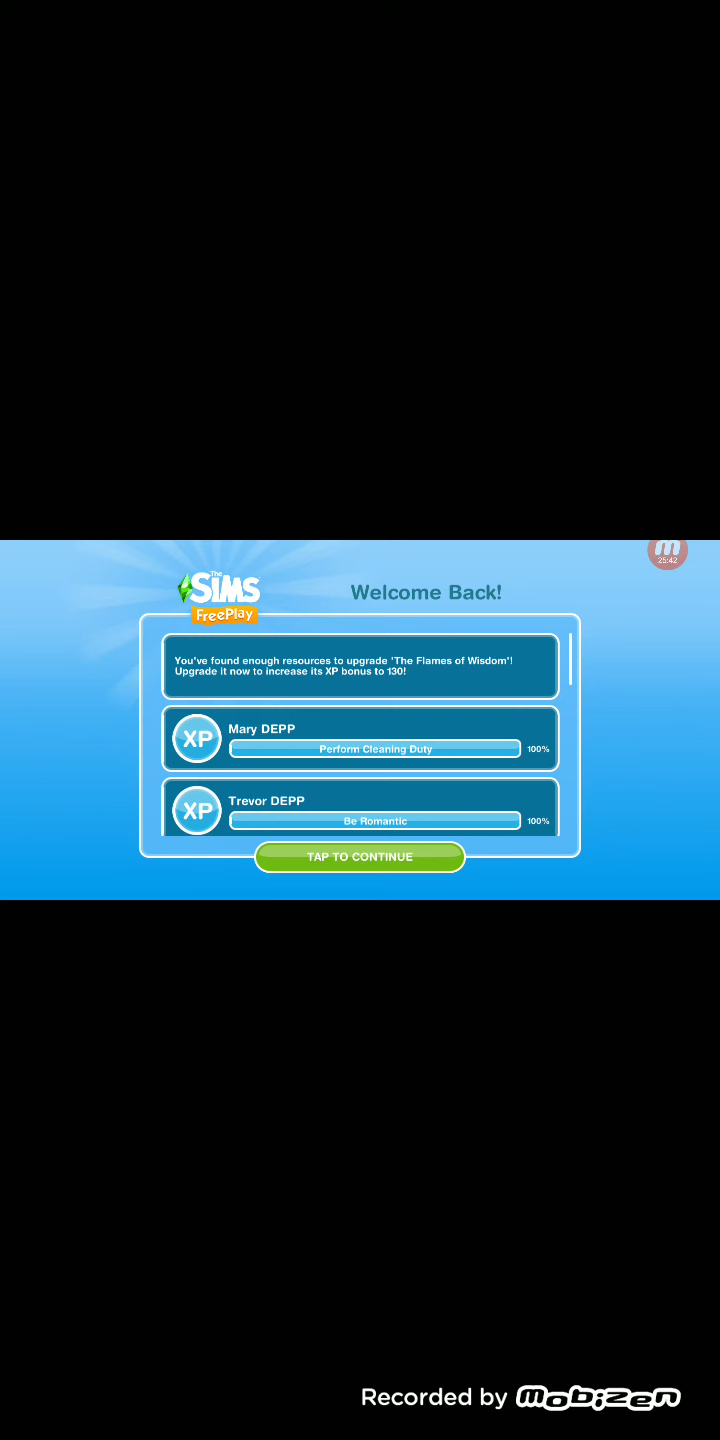 25:42
The
SiMS
FreePlay
Welcome Back!
You've found enough resources to upgrade 'The Flames of Wisdom'!
Upgrade it now to increase its XP bonus to 130!
XP
Mary DEPP
Perform Cleaning Duty
100%
XP
Trevor DEPP
Be Romantic
100%
TAP TO CONTINUE
Recorded by mobizen